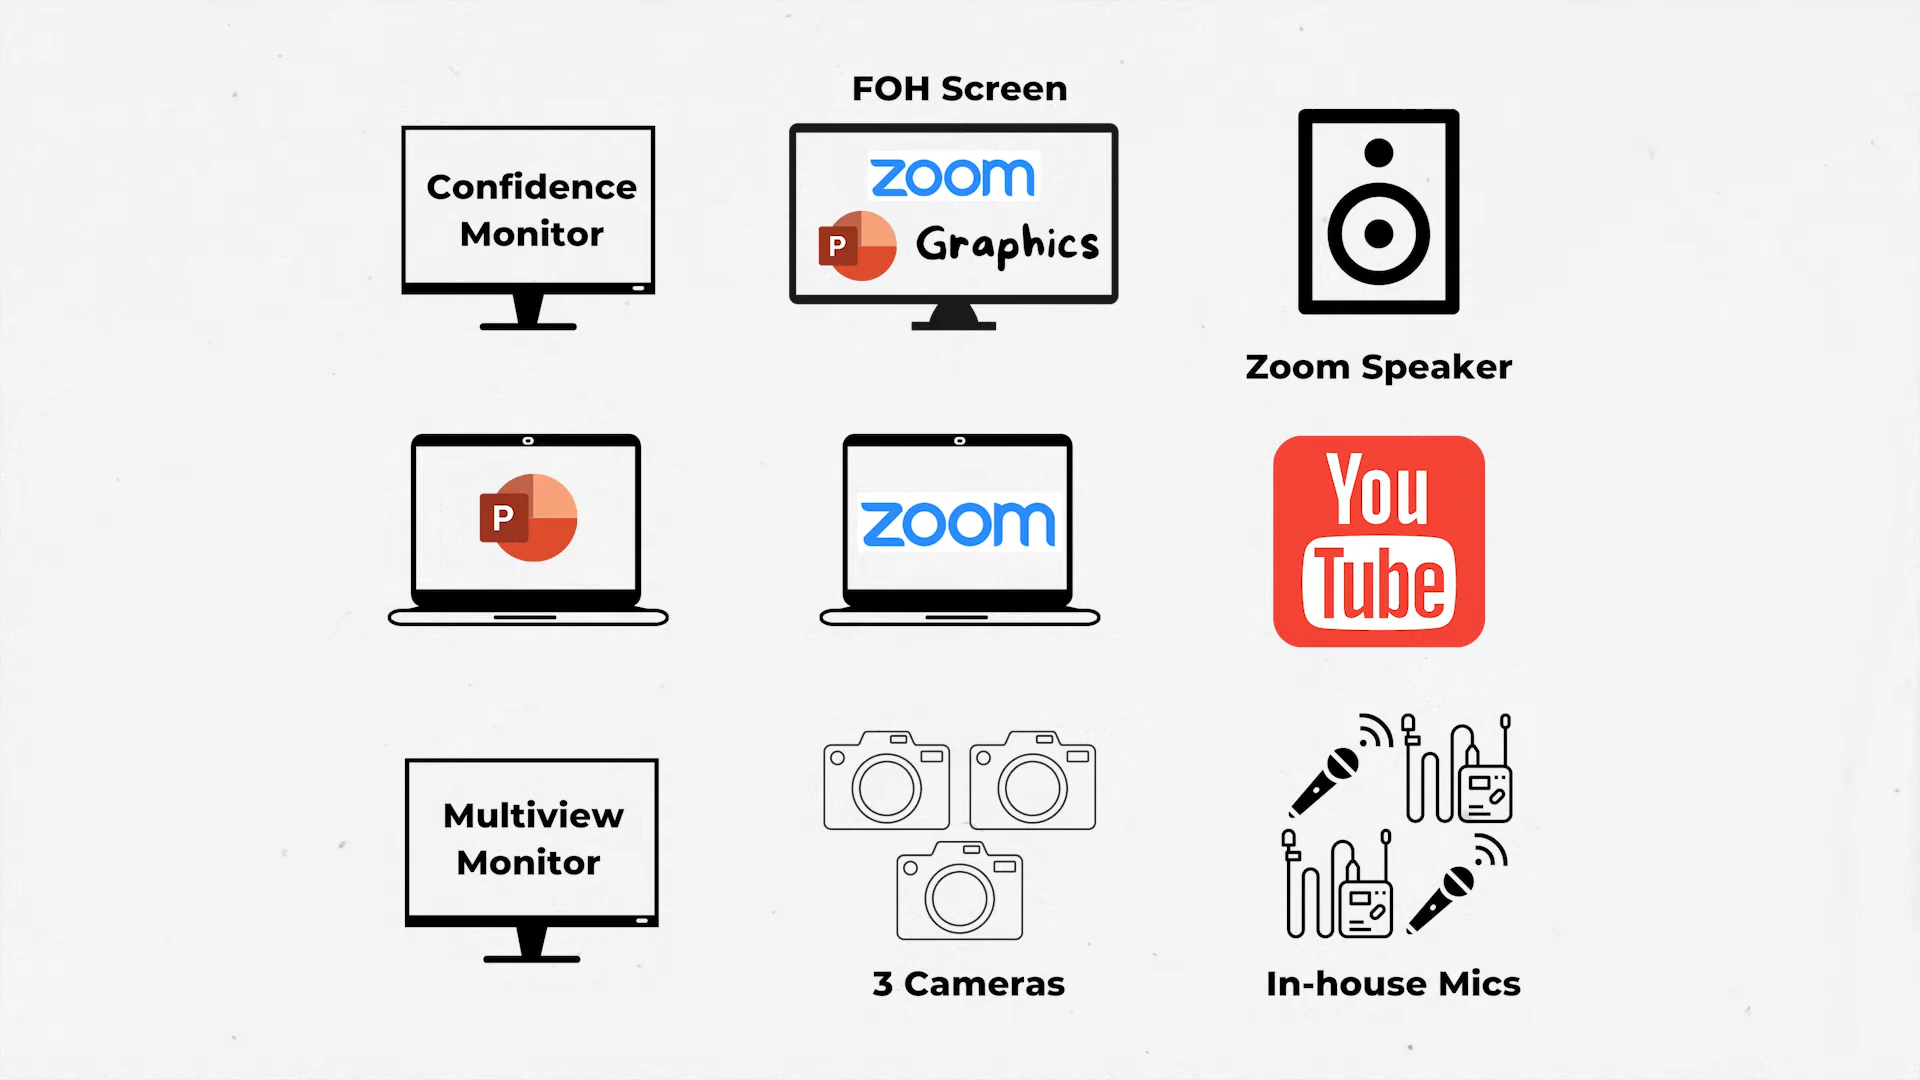 FOH Screen
Confidence
Monitor
zoom
P
Graphics
Zoom Speaker
P
zoom
You
Tube
Multiview
Monitor
3 Cameras
In-house Mics